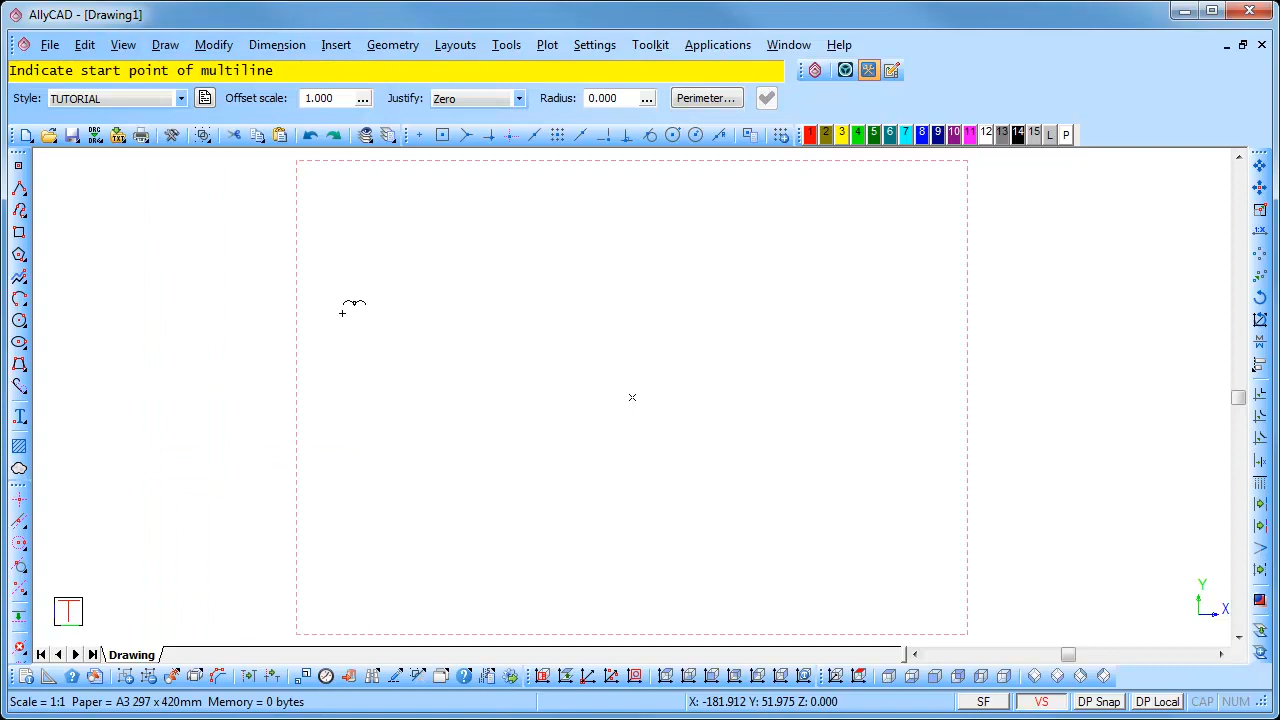 AllyCAD - [Drawing1]
File Edit View Draw Modify Dimension Insert Geometry Layouts Tools Plot Settings Toolkit Applications Window Help
Indicate start point of multiline
Style: TUTORIAL Offset scale: 1.000 ... Justify: Zero Radius: 0.000 ... Perimeter...
DRG TXT 1 2 3 4 5 6 7 8 9 10 11 12 13 14 15 L P
1:X
Y
X
Drawing
Scale = 1:1 Paper = A3 297 x 420mm Memory = 0 bytes X: -181.912 Y: 51.975 Z: 0.000 SF VS DP Snap DP Local CAP NUM